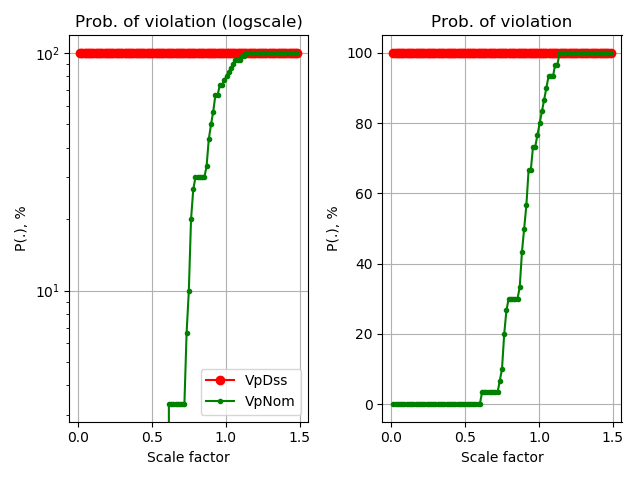 Prob. of violation (logscale)
P(.), %
10²
10¹
0.0 0.5 1.0 1.5
Scale factor
VpDss
VpNom
Prob. of violation
P(.), %
100
80
60
40
20
0
0.0 0.5 1.0 1.5
Scale factor